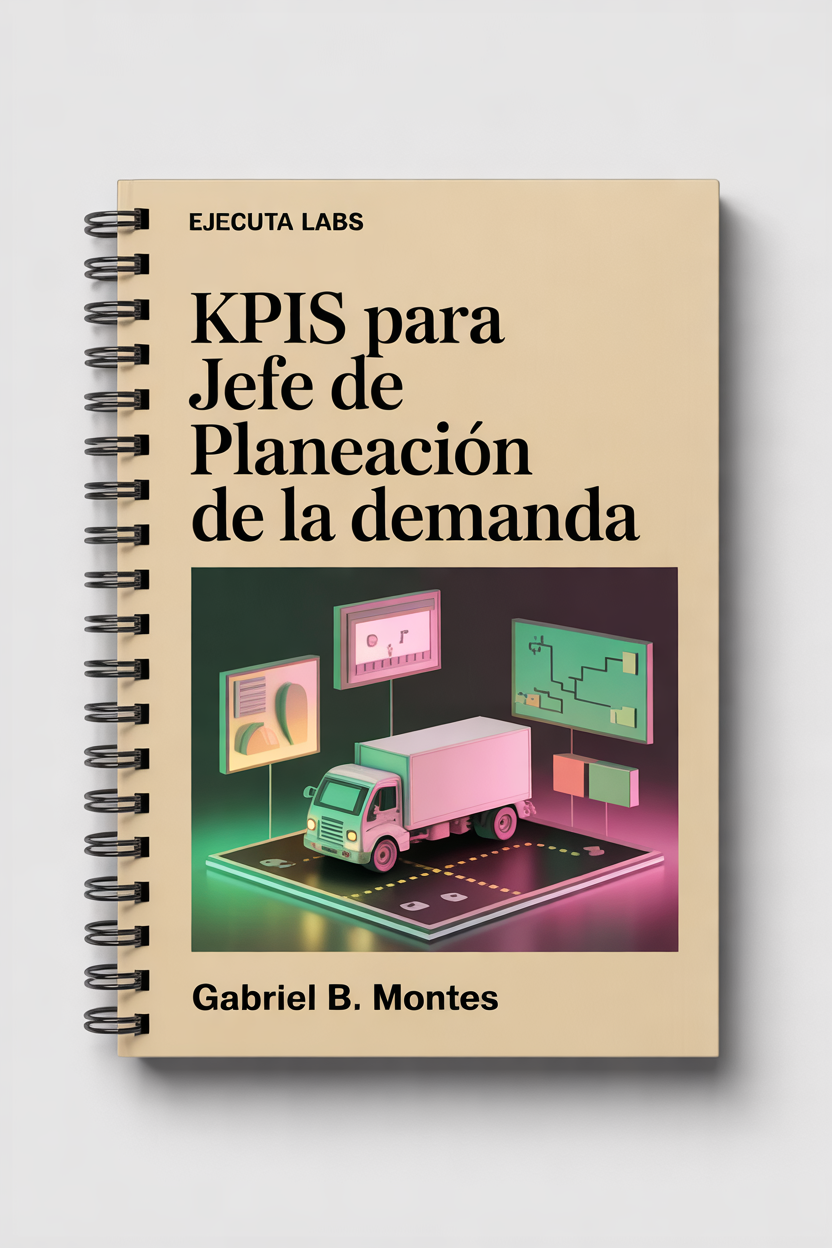 EJECUTA LABS
KPIS para
Jefe de
Planeación
de la demanda
Gabriel B. Montes